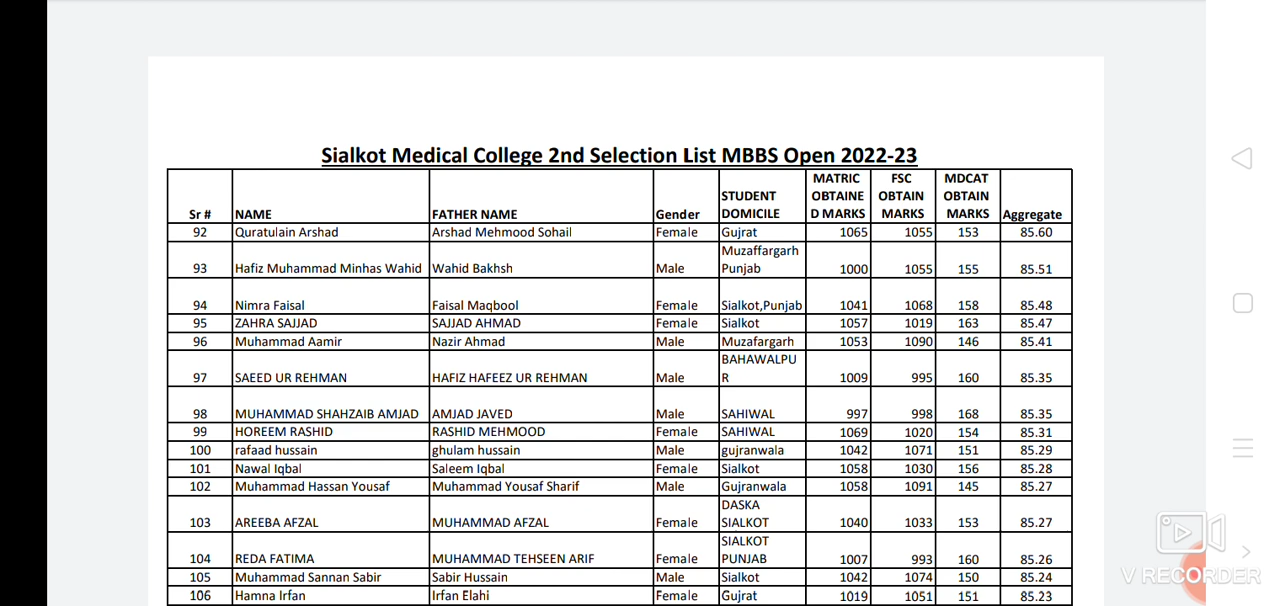 Sialkot Medical College 2nd Selection List MBBS Open 2022-23
Sr # NAME FATHER NAME Gender STUDENT DOMICILE MATRIC OBTAINE D MARKS FSC OBTAIN MARKS MDCAT OBTAIN MARKS Aggregate
92 Quratulain Arshad Arshad Mehmood Sohail Female Gujrat 1065 1055 153 85.60
93 Hafiz Muhammad Minhas Wahid Wahid Bakhsh Male Muzaffargarh Punjab 1000 1055 155 85.51
94 Nimra Faisal Faisal Maqbool Female Sialkot,Punjab 1041 1068 158 85.48
95 ZAHRA SAJJAD SAJJAD AHMAD Female Sialkot 1057 1019 163 85.47
96 Muhammad Aamir Nazir Ahmad Male Muzafargarh 1053 1090 146 85.41
97 SAEED UR REHMAN HAFIZ HAFEEZ UR REHMAN Male BAHAWALPU R 1009 995 160 85.35
98 MUHAMMAD SHAHZAIB AMJAD AMJAD JAVED Male SAHIWAL 997 998 168 85.35
99 HOREEM RASHID RASHID MEHMOOD Female SAHIWAL 1069 1020 154 85.31
100 rafaad hussain ghulam hussain Male gujranwala 1042 1071 151 85.29
101 Nawal Iqbal Saleem Iqbal Female Sialkot 1058 1030 156 85.28
102 Muhammad Hassan Yousaf Muhammad Yousaf Sharif Male Gujranwala 1058 1091 145 85.27
103 AREEBA AFZAL MUHAMMAD AFZAL Female DASKA SIALKOT 1040 1033 153 85.27
104 REDA FATIMA MUHAMMAD TEHSEEN ARIF Female SIALKOT PUNJAB 1007 993 160 85.26
105 Muhammad Sannan Sabir Sabir Hussain Male Sialkot 1042 1074 150 85.24
106 Hamna Irfan Irfan Elahi Female Gujrat 1019 1051 151 85.23
V RECORDER